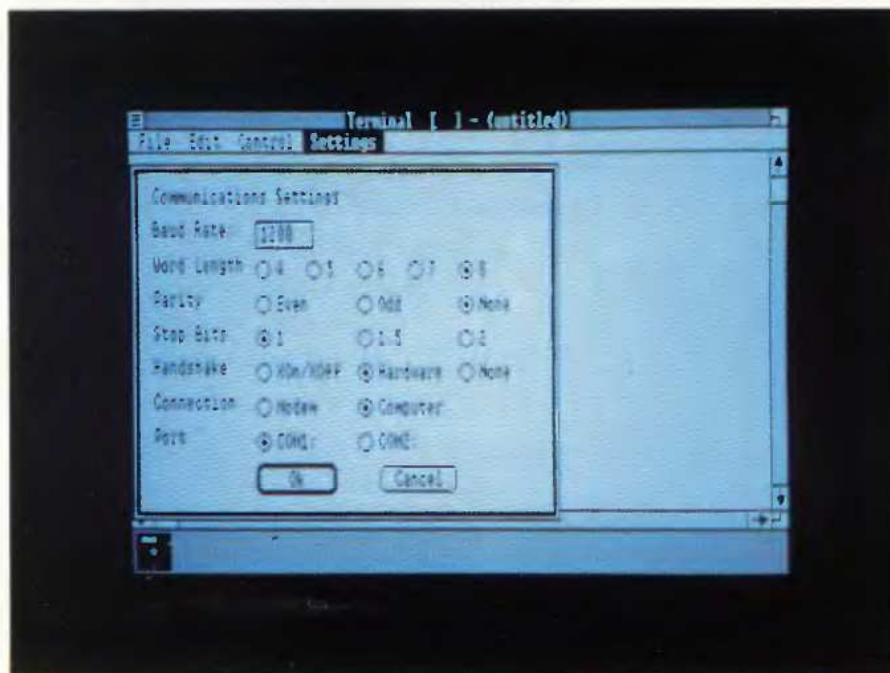 Terminal [ ] - (untitled)
File Edit Control Settings
Communications Settings
Baud Rate 1200
Word Length 4 5 6 7 8
Parity Even Odd None
Stop Bits 1 1.5 2
Handshake XOn/XOFF Hardware None
Connection Modem Computer
Port COM1: COM2:
Ok Cancel